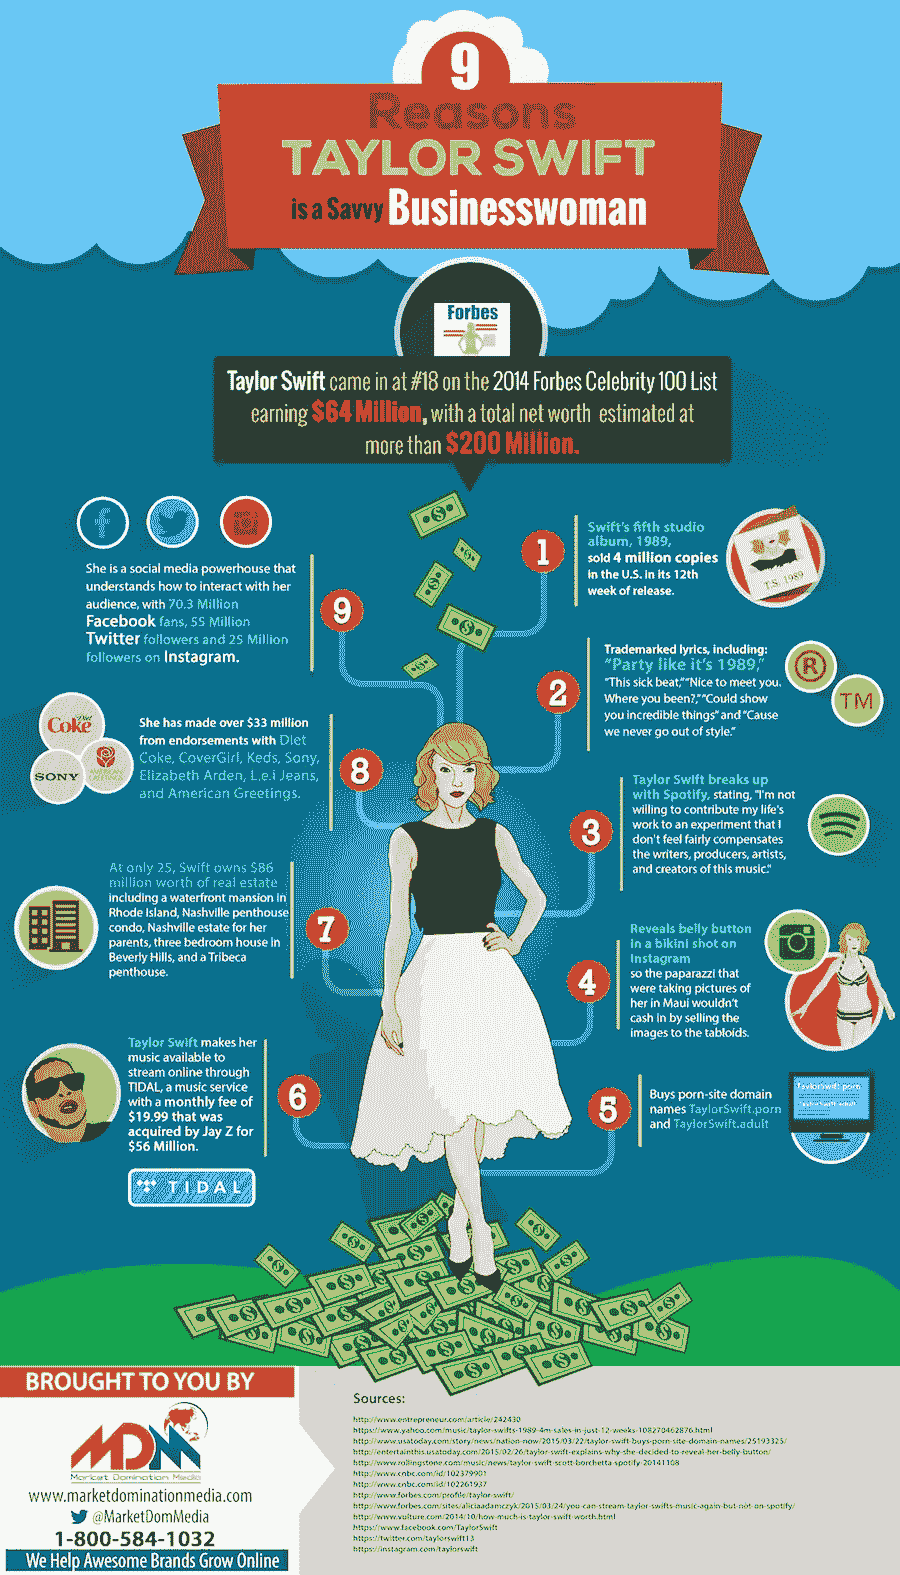 9
Reasons
TAYLOR SWIFT
is a Savvy Businesswoman
Forbes
Taylor Swift came in at #18 on the 2014 Forbes Celebrity 100 List
earning $64 Million, with a total net worth estimated at
more than $200 Million.
1
Swift's fifth studio
album, 1989,
sold 4 million copies
in the U.S. in its 12th
week of release.
T.S. 1989
2
Trademarked lyrics, including:
"Party like it's 1989,"
"This sick beat," "Nice to meet you.
Where you been?," "Could show
you incredible things" and "Cause
we never go out of style."
®
TM
3
Taylor Swift breaks up
with Spotify, stating, "I'm not
willing to contribute my life's
work to an experiment that I
don't feel fairly compensates
the writers, producers, artists,
and creators of this music."
4
Reveals belly button
in a bikini shot on
Instagram
so the paparazzi that
were taking pictures of
her in Maui wouldn't
cash in by selling the
images to the tabloids.
5
Buys porn-site domain
names TaylorSwift.porn
and TaylorSwift.adult
TaylorSwift.porn
TaylorSwift.adult
6
Taylor Swift makes her
music available to
stream online through
TIDAL, a music service
with a monthly fee of
$19.99 that was
acquired by Jay Z for
$56 Million.
TIDAL
7
At only 25, Swift owns $86
million worth of real estate
including a waterfront mansion in
Rhode Island, Nashville penthouse
condo, Nashville estate for her
parents, three bedroom house in
Beverly Hills, and a Tribeca
penthouse.
8
She has made over $33 million
from endorsements with Diet
Coke, CoverGirl, Keds, Sony,
Elizabeth Arden, L.e.i Jeans,
and American Greetings.
Diet
Coke
SONY
AMERICAN
GREETINGS
9
She is a social media powerhouse that
understands how to interact with her
audience, with 70.3 Million
Facebook fans, 55 Million
Twitter followers and 25 Million
followers on Instagram.
BROUGHT TO YOU BY
MDM
Market Domination Media
www.marketdominationmedia.com
@MarketDomMedia
1-800-584-1032
We Help Awesome Brands Grow Online
Sources:
http://www.entrepreneur.com/article/242430
https://www.yahoo.com/music/taylor-swifts-1989-4m-sales-in-just-12-weeks-108270462876.html
http://www.usatoday.com/story/news/nation-now/2015/03/22/taylor-swift-buys-porn-site-domain-names/25193325/
http://entertainthis.usatoday.com/2015/02/26/taylor-swift-explains-why-she-decided-to-reveal-her-belly-button/
http://www.rollingstone.com/music/news/taylor-swift-scott-borchetta-spotify-20141108
http://www.cnbc.com/id/102379901
http://www.cnbc.com/id/102261937
http://www.forbes.com/profile/taylor-swift/
http://www.forbes.com/sites/aliciaadamczyk/2015/03/24/you-can-stream-taylor-swifts-music-again-but-not-on-spotify/
http://www.vulture.com/2014/10/how-much-is-taylor-swift-worth.html
https://www.facebook.com/TaylorSwift
https://twitter.com/taylorswift13
https://instagram.com/taylorswift